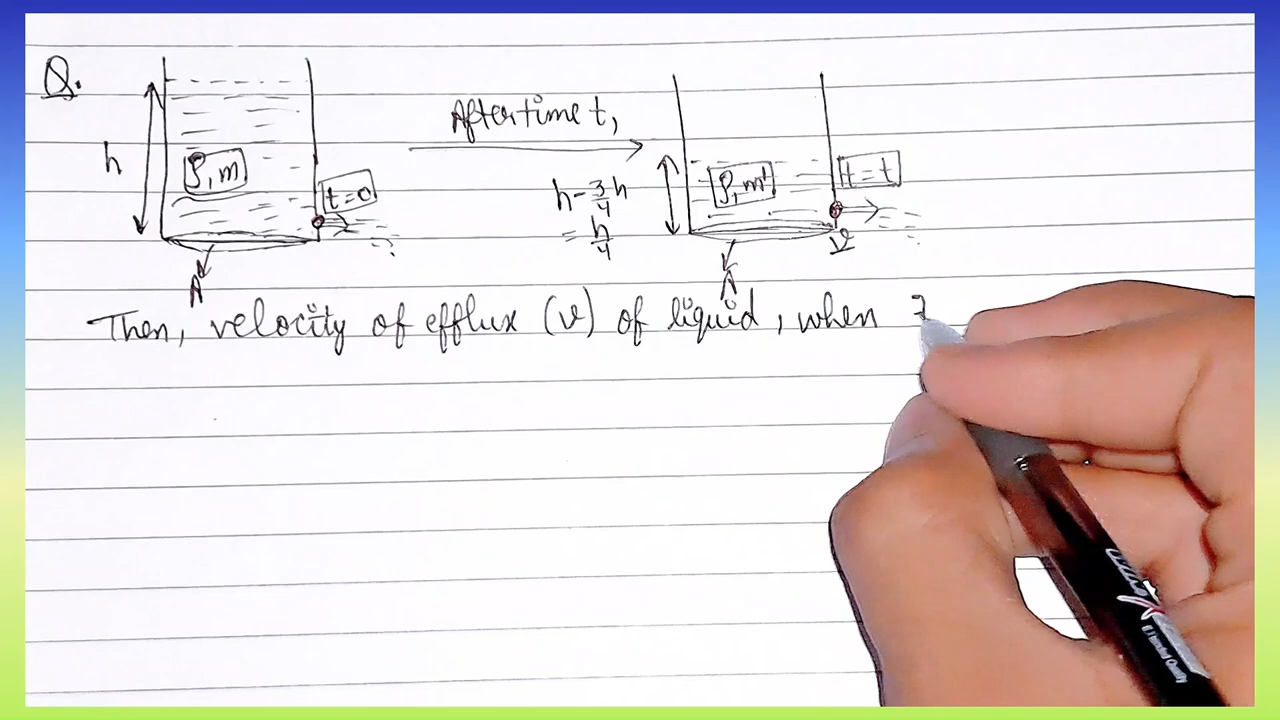 Q.
h
ρ, m
t=0
A
After time t,
h - 3/4 h
= h/4
ρ, m'
t = t
v
A
Then, velocity of efflux (v) of liquid, when